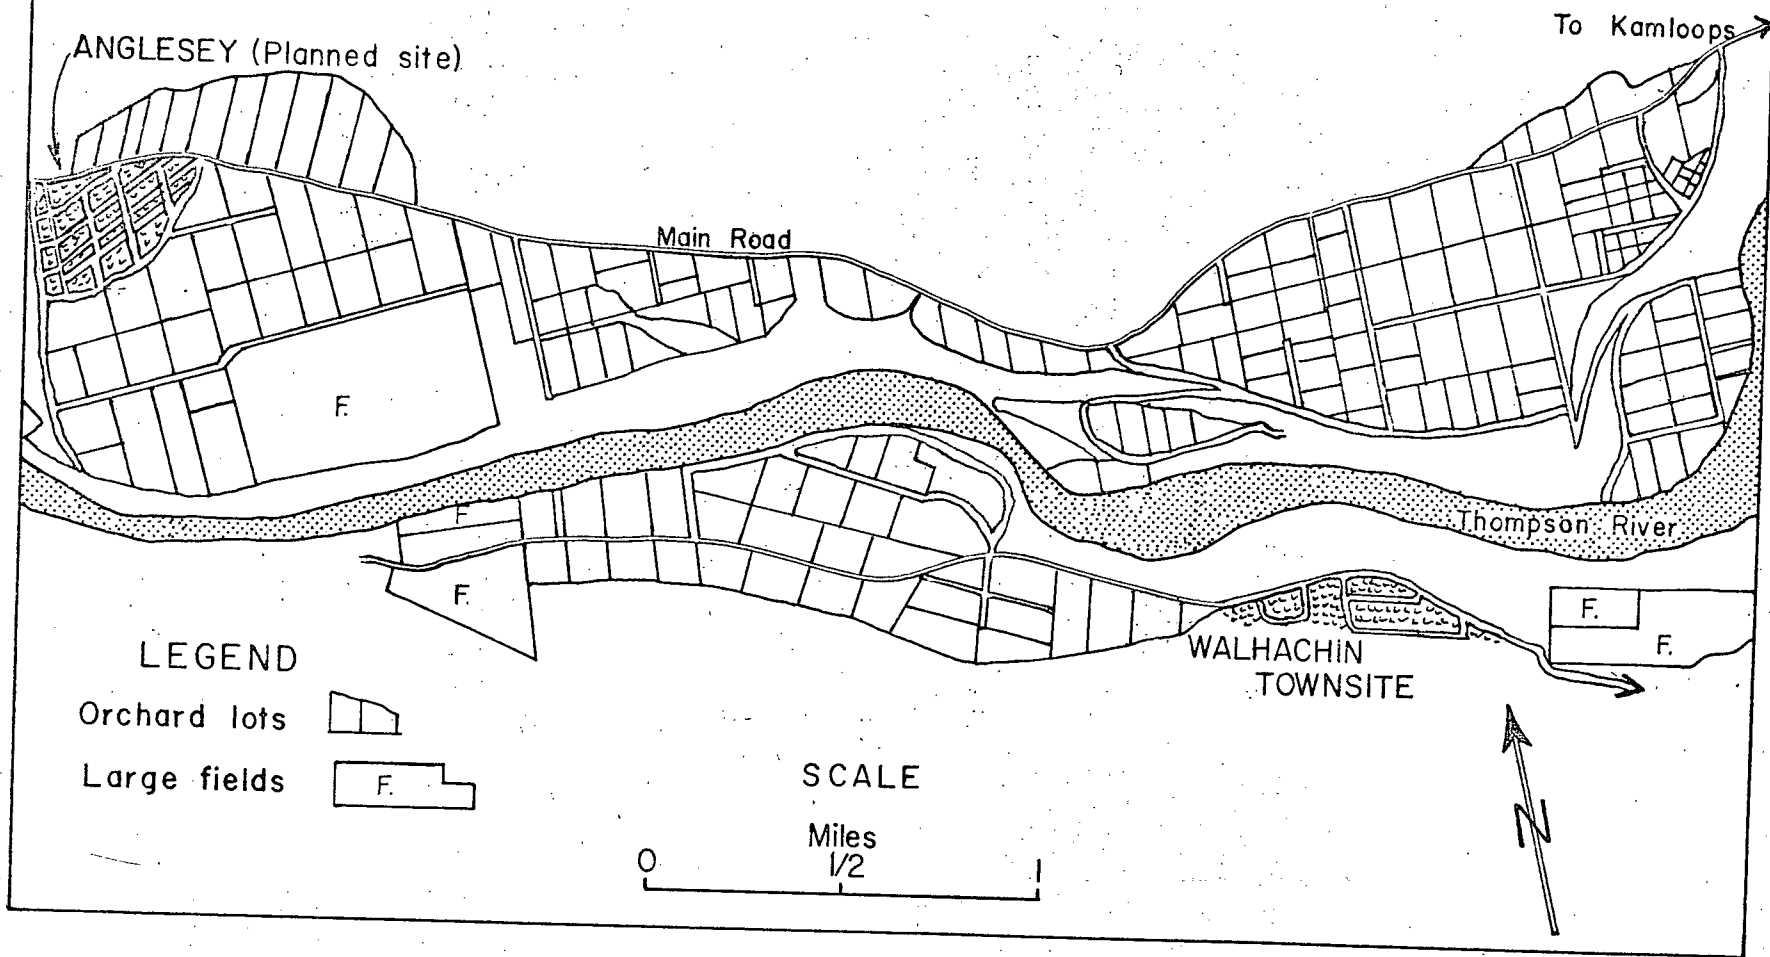 To Kamloops
ANGLESEY (Planned site)
Main Road
F.
Thompson River
F.
F.
F.
F.
WALHACHIN
TOWNSITE
LEGEND
Orchard lots
Large fields
F.
SCALE
Miles
0 1/2 1
N